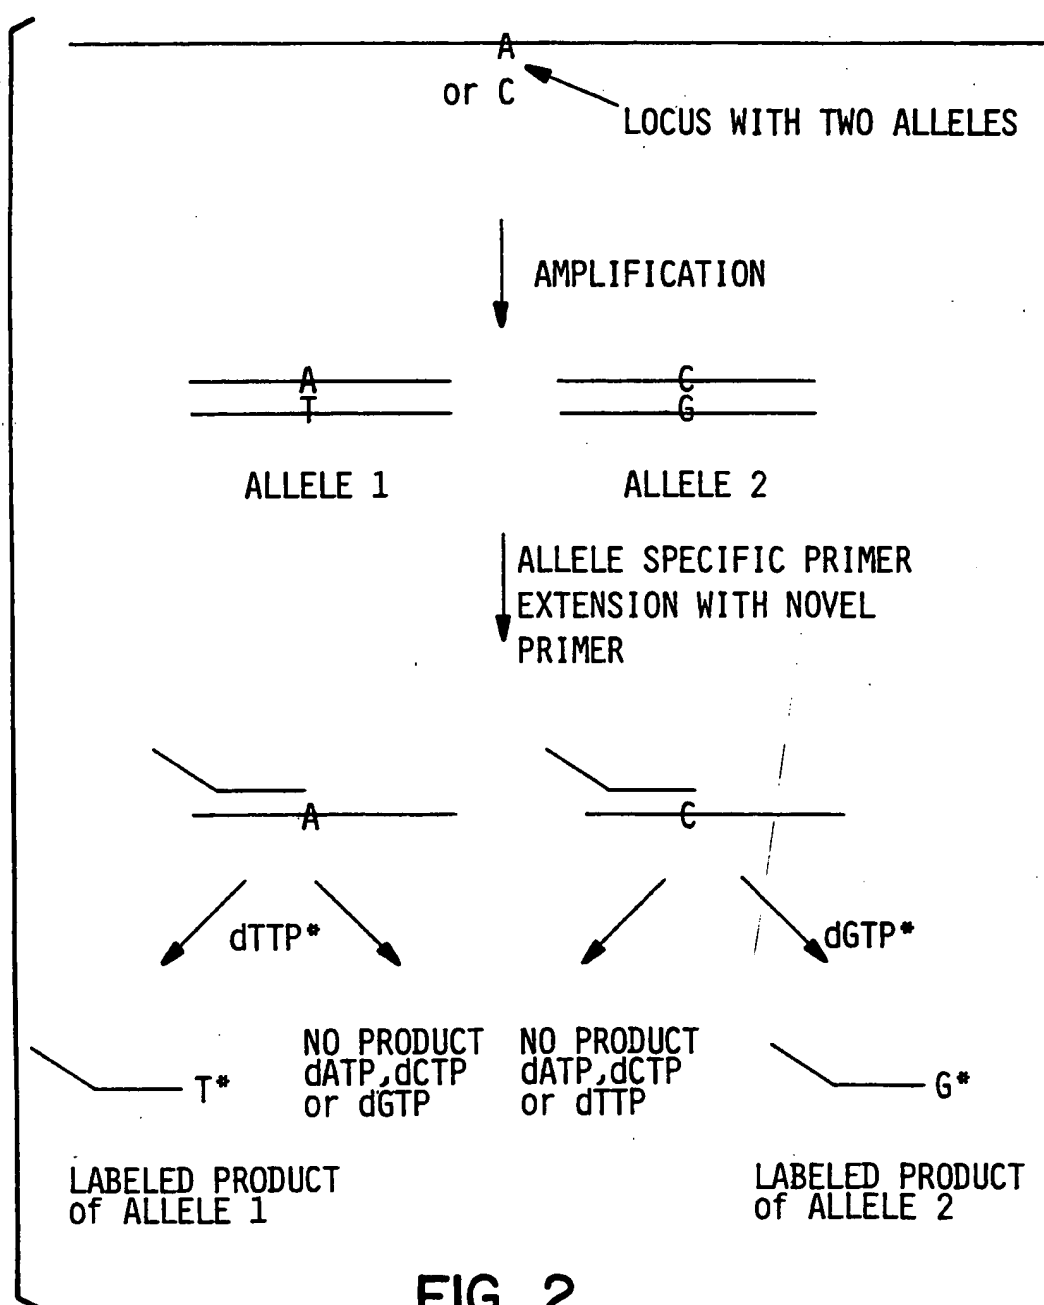 A
or C
LOCUS WITH TWO ALLELES
AMPLIFICATION
A
T
C
G
ALLELE 1
ALLELE 2
ALLELE SPECIFIC PRIMER
EXTENSION WITH NOVEL
PRIMER
A
C
dTTP*
dGTP*
T*
NO PRODUCT
dATP,dCTP
or dGTP
NO PRODUCT
dATP,dCTP
or dTTP
G*
LABELED PRODUCT
of ALLELE 1
LABELED PRODUCT
of ALLELE 2
FIG. 2